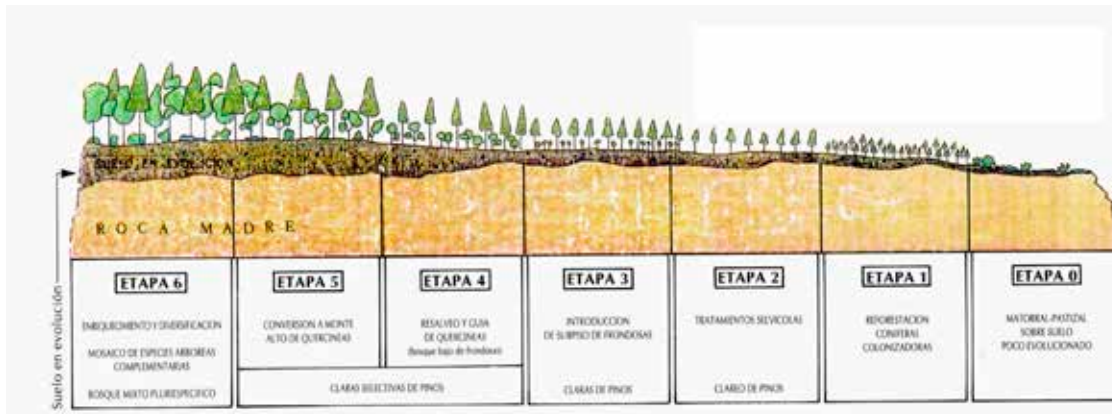 SUELO EN EVOLUCION
ROCA MADRE
Suelo en evolución
ETAPA 6
ENRIQUECIMIENTO Y DIVERSIFICACION
MOSAICO DE ESPECIES ARBOREAS
COMPLEMENTARIAS
BOSQUE MIXTO PLURIESPECIFICO
ETAPA 5
CONVERSION A MONTE
ALTO DE QUERCINEAS
ETAPA 4
RESALVEO Y GUIA
DE QUERCINEAS
(Bosque bajo de frondosas)
CLARAS SELECTIVAS DE PINOS
ETAPA 3
INTRODUCCION
DE SUBPISO DE FRONDOSAS
CLARAS DE PINOS
ETAPA 2
TRATAMIENTOS SELVICOLAS
CLAREO DE PINOS
ETAPA 1
REFORESTACION
CONIFERAS
COLONIZADORAS
ETAPA 0
MATORRAL-PASTIZAL
SOBRE SUELO
POCO EVOLUCIONADO